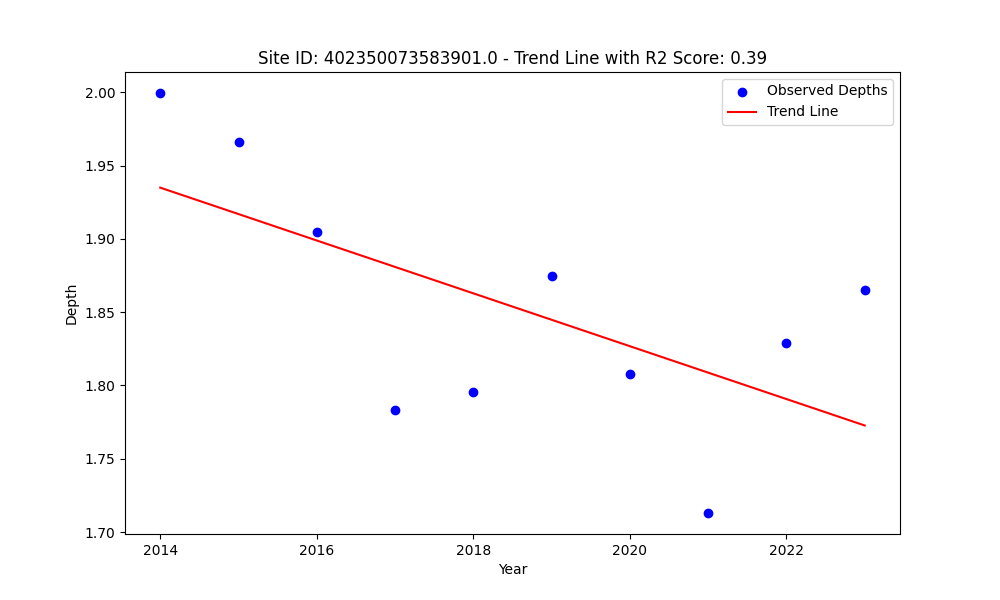 Site ID: 402350073583901.0 - Trend Line with R2 Score: 0.39
Observed Depths
Trend Line
2.00
1.95
1.90
1.85
1.80
1.75
1.70
Depth
2014
2016
2018
2020
2022
Year